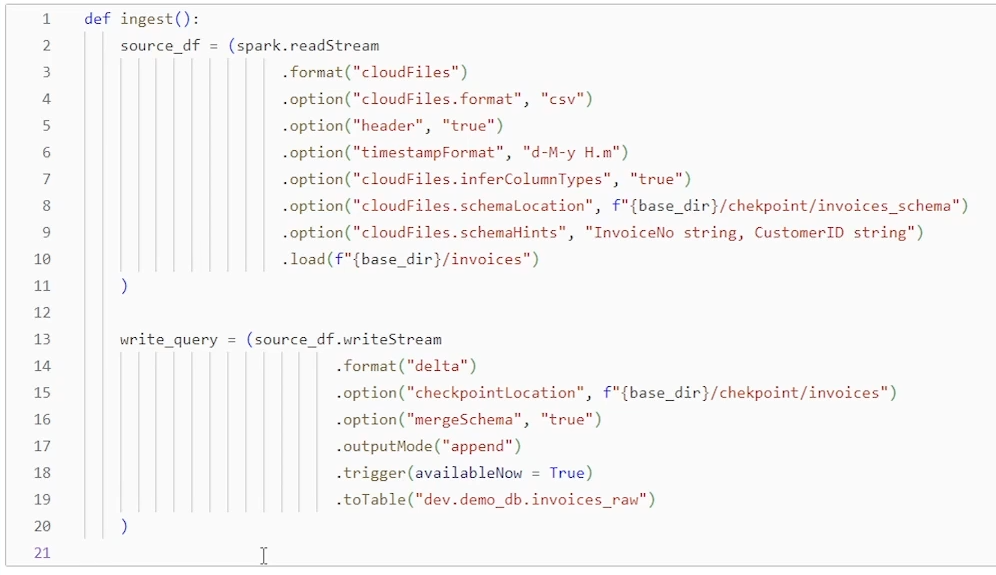 1 def ingest():
2 source_df = (spark.readStream
3 .format("cloudFiles")
4 .option("cloudFiles.format", "csv")
5 .option("header", "true")
6 .option("timestampFormat", "d-M-y H.m")
7 .option("cloudFiles.inferColumnTypes", "true")
8 .option("cloudFiles.schemaLocation", f"{base_dir}/chekpoint/invoices_schema")
9 .option("cloudFiles.schemaHints", "InvoiceNo string, CustomerID string")
10 .load(f"{base_dir}/invoices")
11 )
12
13 write_query = (source_df.writeStream
14 .format("delta")
15 .option("checkpointLocation", f"{base_dir}/chekpoint/invoices")
16 .option("mergeSchema", "true")
17 .outputMode("append")
18 .trigger(availableNow = True)
19 .toTable("dev.demo_db.invoices_raw")
20 )
21